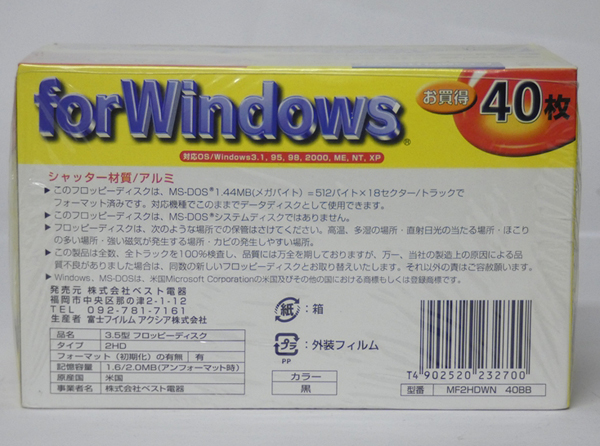 for Windows®
お買得 40枚
対応OS/Windows3.1, 95, 98, 2000, ME, NT, XP
シャッター材質/アルミ
➤このフロッピーディスクは、MS-DOS®1.44MB(メガバイト)=512バイト×18セクター/トラックで
フォーマット済みです。対応機種でこのままでデータディスクとして使用できます。
➤このフロッピーディスクは、MS-DOS®システムディスクではありません。
➤フロッピーディスクは、次のような場所での保管はさけてください。高温、多湿の場所・直射日光の当たる場所・ほこり
の多い場所・強い磁気が発生する場所・カビの発生しやすい場所。
➤この製品は全数、全トラックを100%検査し、品質には万全を期しておりますが、万一、当社の製造上の原因による品
質不良がありました場合は、同数の新しいフロッピーディスクとお取り替えいたします。それ以外の責はご容赦願います。
➤Windows、MS-DOSは、米国Microsoft Corporationの米国及びその他の国における商標もしくは登録商標です。
発売元 株式会社ベスト電器
福岡市中央区那の津2-1-12
TEL 092-781-7161
生産者 富士フイルム アクシア株式会社
品名 3.5型 フロッピーディスク
タイプ 2HD
フォーマット(初期化)の有無 有
記憶容量 1.6/2.0MB(アンフォーマット時)
原産国 米国
事業者名 株式会社ベスト電器
紙:箱
プラ:外装フィルム
PP
カラー
黒
T4 902520 232700
型番 MF2HDWN 40BB